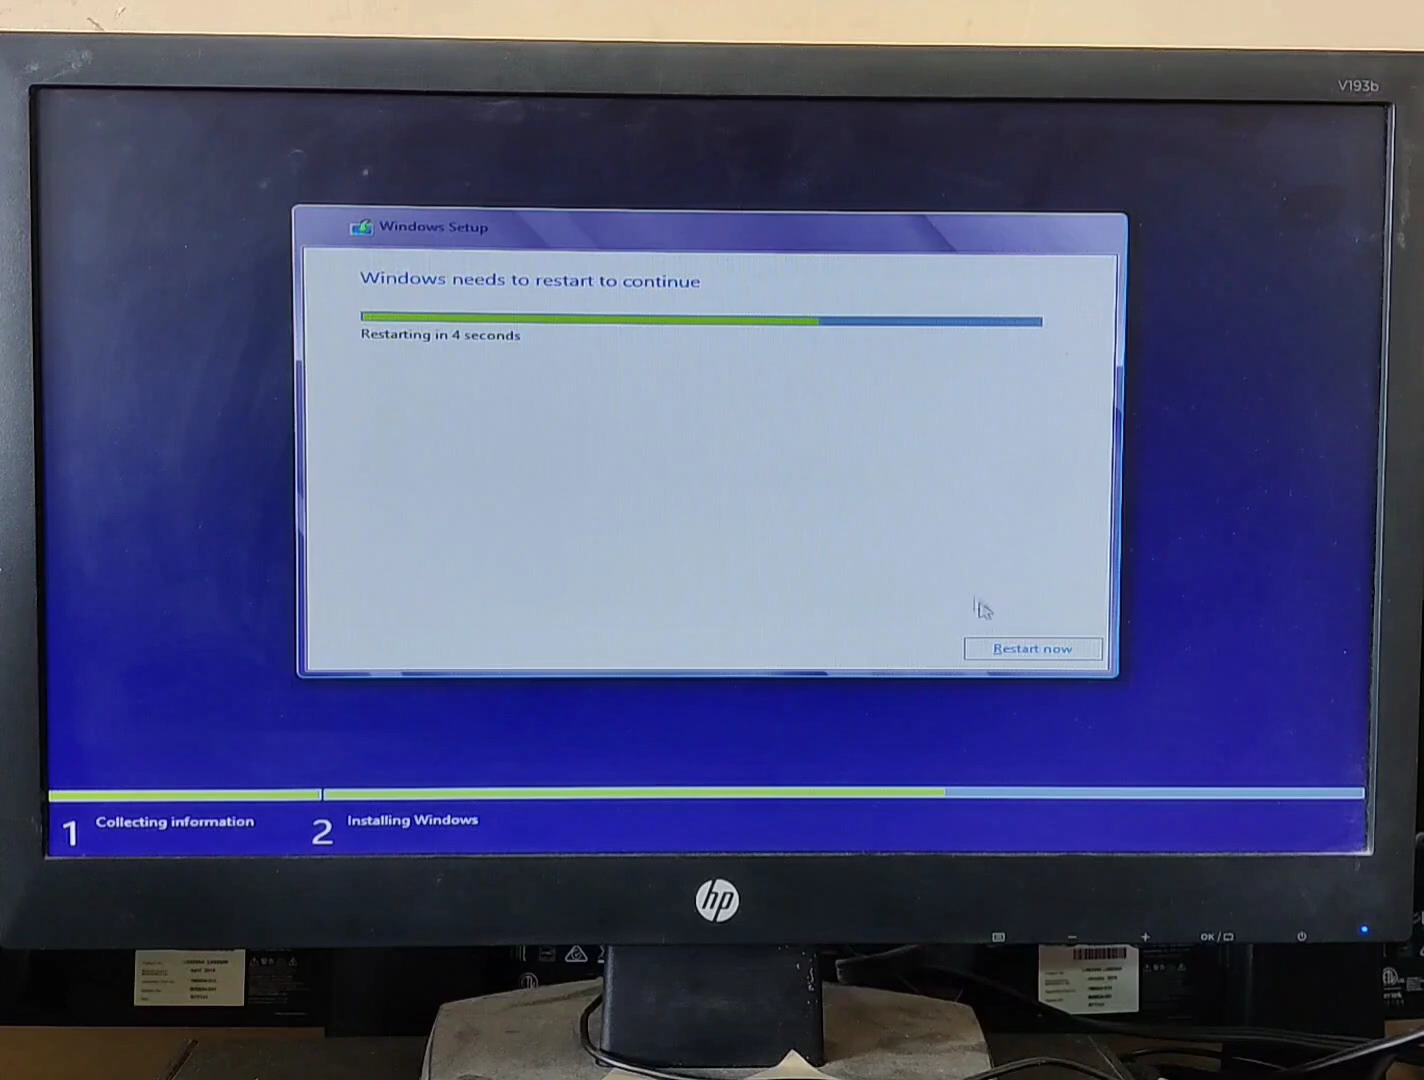 V193b
Windows Setup
Windows needs to restart to continue
Restarting in 4 seconds
Restart now
1 Collecting information
2 Installing Windows
hp
OK /